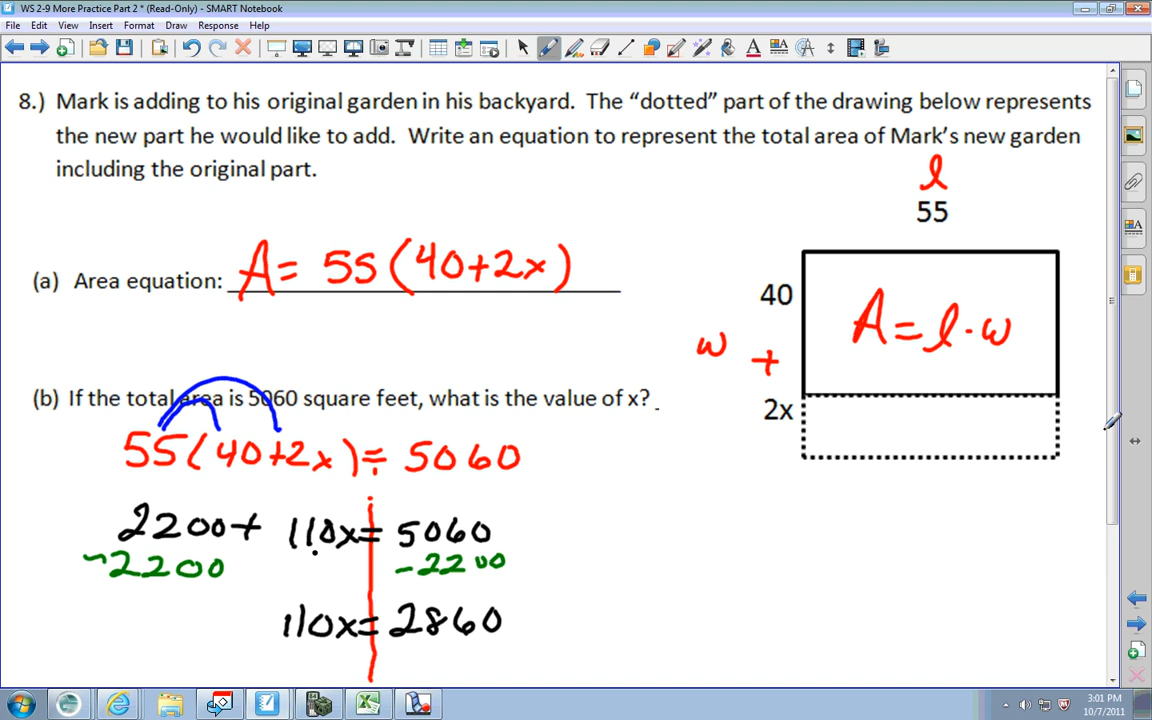 WS 2-9 More Practice Part 2 * (Read-Only) - SMART Notebook
File Edit View Insert Format Draw Response Help
8.) Mark is adding to his original garden in his backyard. The “dotted” part of the drawing below represents
the new part he would like to add. Write an equation to represent the total area of Mark’s new garden
including the original part.
l
55
(a) Area equation: A = 55(40+2x)
40
A = l · w
w +
(b) If the total area is 5060 square feet, what is the value of x?
2x
55(40+2x) = 5060
2200 + 110x = 5060
-2200 -2200
110x = 2860
3:01 PM
10/7/2011